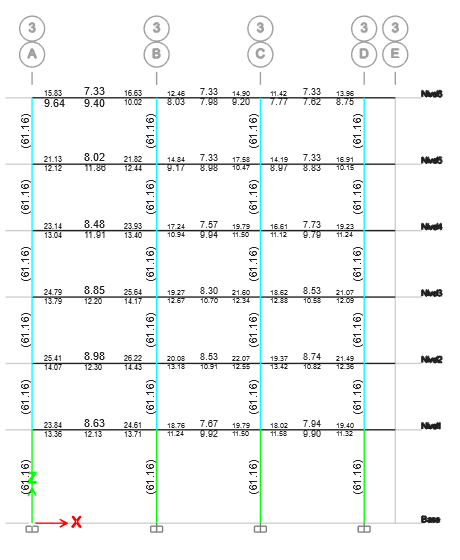 3 3 3 3 3
A B C D E
15.83 7.33 16.63 12.46 7.33 14.90 11.42 7.33 13.96 Nivel6
9.64 9.40 10.02 8.03 7.98 9.20 7.77 7.62 8.75
(61.16) (61.16) (61.16) (61.16)
21.13 8.02 21.82 14.84 7.33 17.58 14.19 7.33 16.91 Nivel5
12.12 11.86 12.44 9.17 8.98 10.47 8.97 8.83 10.15
(61.16) (61.16) (61.16) (61.16)
23.14 8.48 23.93 17.24 7.57 19.79 16.61 7.73 19.23 Nivel4
13.04 11.91 13.40 10.94 9.94 11.50 11.12 9.79 11.24
(61.16) (61.16) (61.16) (61.16)
24.79 8.85 25.64 19.27 8.30 21.60 18.62 8.53 21.07 Nivel3
13.79 12.20 14.17 12.67 10.70 12.34 12.88 10.58 12.09
(61.16) (61.16) (61.16) (61.16)
25.41 8.98 26.22 20.08 8.53 22.07 19.37 8.74 21.49 Nivel2
14.07 12.30 14.43 13.18 10.91 12.55 13.42 10.82 12.36
(61.16) (61.16) (61.16) (61.16)
23.84 8.63 24.61 18.76 7.67 19.79 18.02 7.94 19.40 Nivel1
13.36 12.13 13.71 11.24 9.92 11.50 11.58 9.90 11.32
(61.16) (61.16) (61.16) (61.16)
Z
X Base